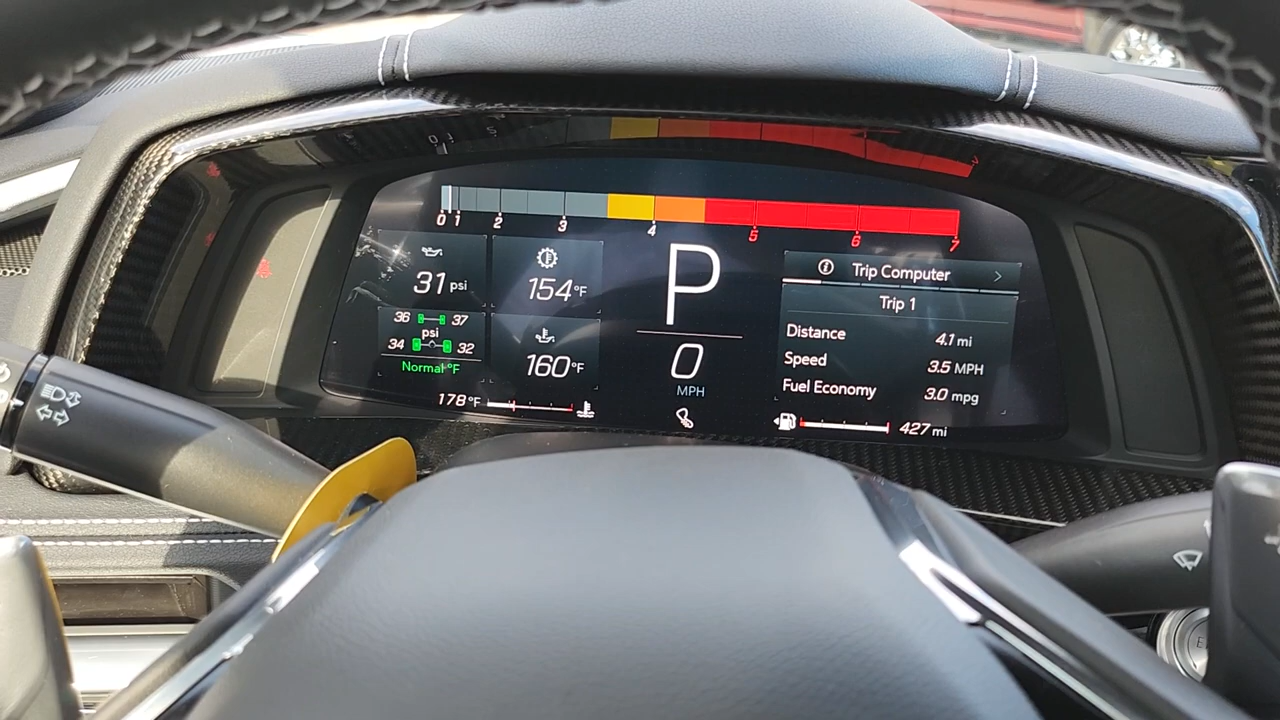 0 1 2 3 4 5 6 7
31 psi
154°F
36 37
psi
34 32
Normal °F
160°F
178°F
P
0
MPH
Trip Computer >
Trip 1
Distance 4.1 mi
Speed 3.5 MPH
Fuel Economy 3.0 mpg
427 mi